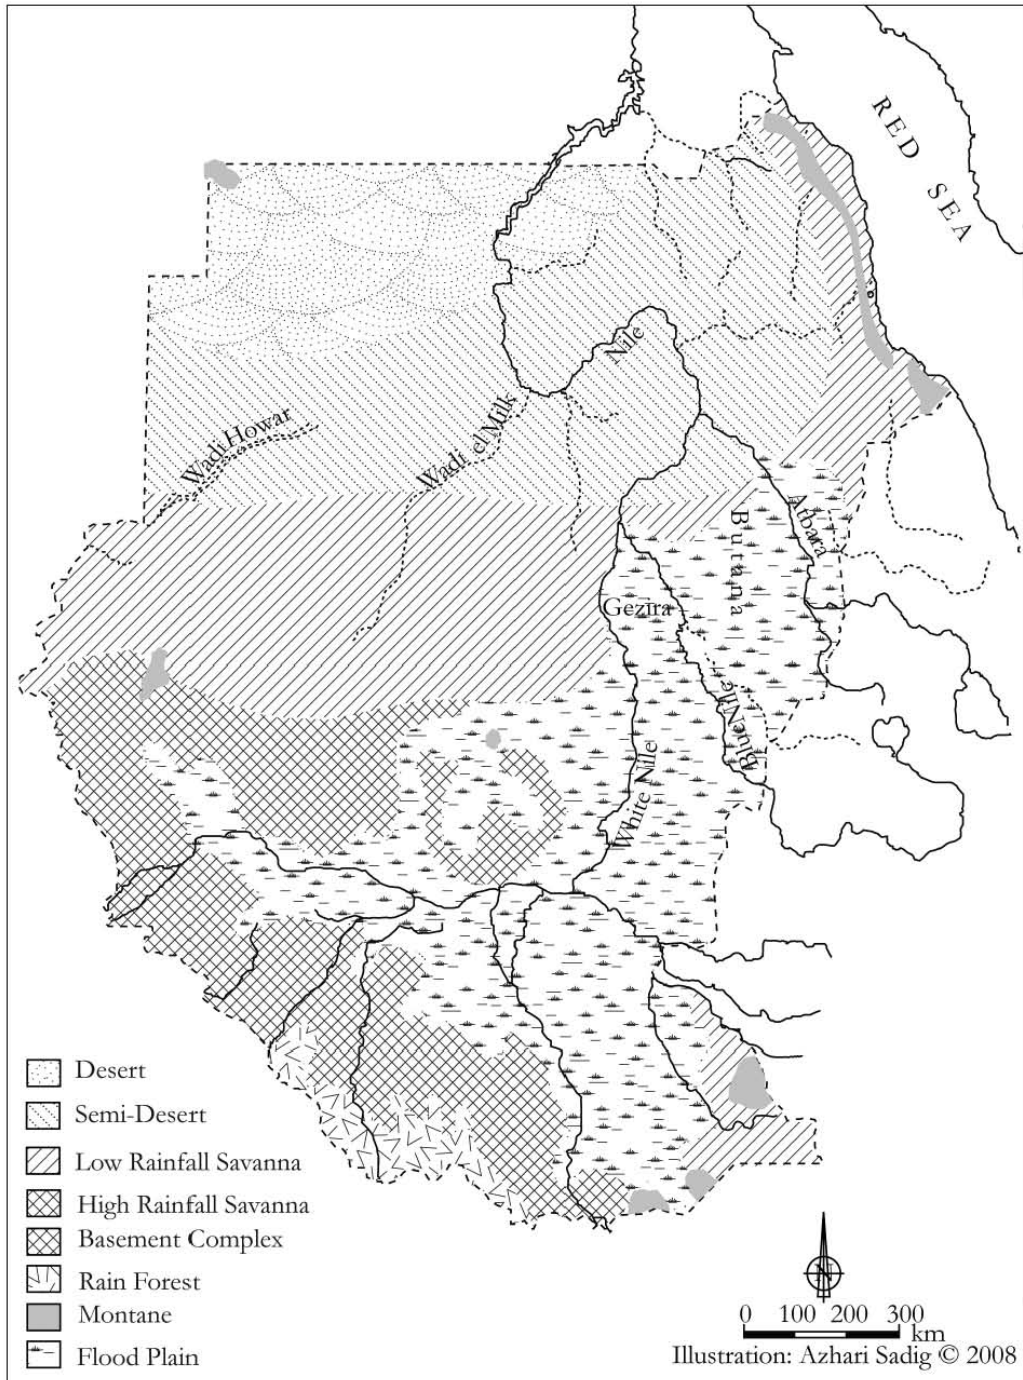 RED SEA
Nile
Wadi Howar
Wadi el Milk
Atbara
Butana
Gezira
BlueNile
White Nile
Desert
Semi-Desert
Low Rainfall Savanna
High Rainfall Savanna
Basement Complex
Rain Forest
Montane
Flood Plain
N
0 100 200 300
km
Illustration: Azhari Sadig © 2008